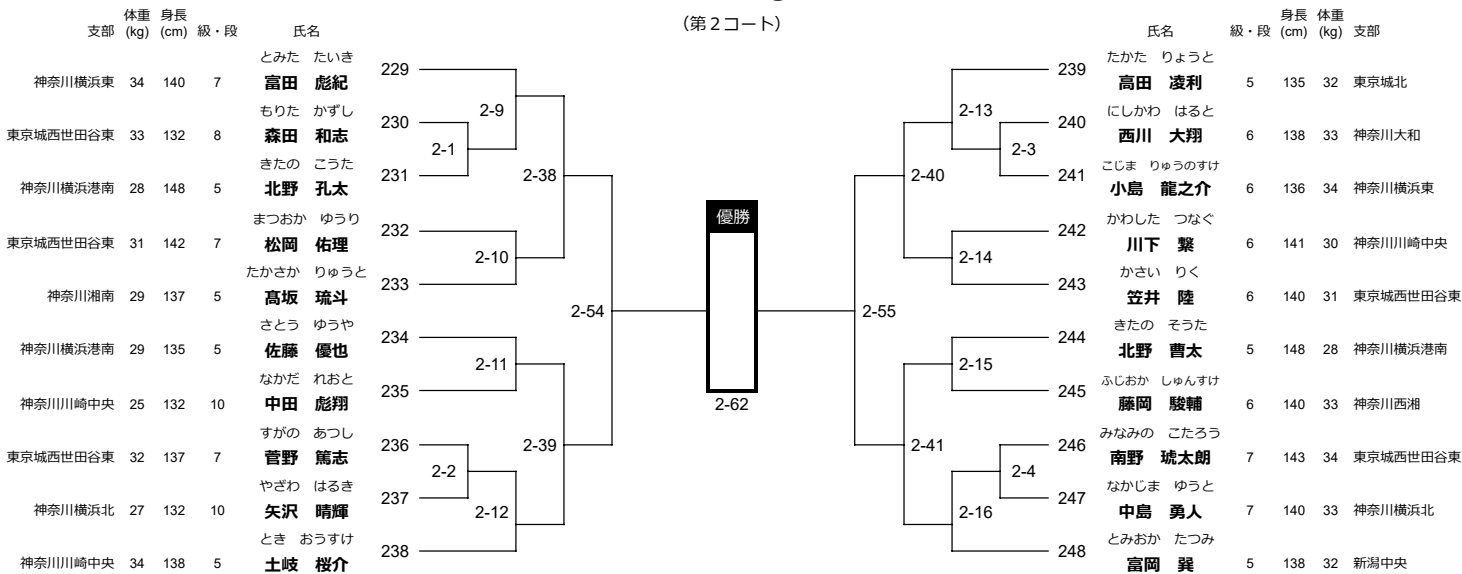 (第2コート)
支部 体重(kg) 身長(cm) 級・段 氏名
とみた たいき
神奈川横浜東 34 140 7 富田 彪紀 229
もりた かずし
東京城西世田谷東 33 132 8 森田 和志 230
きたの こうた
神奈川横浜港南 28 148 5 北野 孔太 231
まつおか ゆうり
東京城西世田谷東 31 142 7 松岡 佑理 232
たかさか りゅうと
神奈川湘南 29 137 5 髙坂 琉斗 233
さとう ゆうや
神奈川横浜港南 29 135 5 佐藤 優也 234
なかだ れおと
神奈川川崎中央 25 132 10 中田 彪翔 235
すがの あつし
東京城西世田谷東 32 137 7 菅野 篤志 236
やざわ はるき
神奈川横浜北 27 132 10 矢沢 晴輝 237
とき おうすけ
神奈川川崎中央 34 138 5 土岐 桜介 238
2-9
2-1
2-38
2-10
2-54
2-11
2-39
2-2
2-12
優勝
2-62
2-13
2-3
2-40
2-14
2-55
2-15
2-41
2-4
2-16
氏名 級・段 身長(cm) 体重(kg) 支部
たかた りょうと
239 高田 凌利 5 135 32 東京城北
にしかわ はると
240 西川 大翔 6 138 33 神奈川大和
こじま りゅうのすけ
241 小島 龍之介 6 136 34 神奈川横浜東
かわした つなぐ
242 川下 繋 6 141 30 神奈川川崎中央
かさい りく
243 笠井 陸 6 140 31 東京城西世田谷東
きたの そうた
244 北野 曹太 5 148 28 神奈川横浜港南
ふじおか しゅんすけ
245 藤岡 駿輔 6 140 33 神奈川西湘
みなみの こたろう
246 南野 琥太朗 7 143 34 東京城西世田谷東
なかじま ゆうと
247 中島 勇人 7 140 33 神奈川横浜北
とみおか たつみ
248 富岡 巽 5 138 32 新潟中央